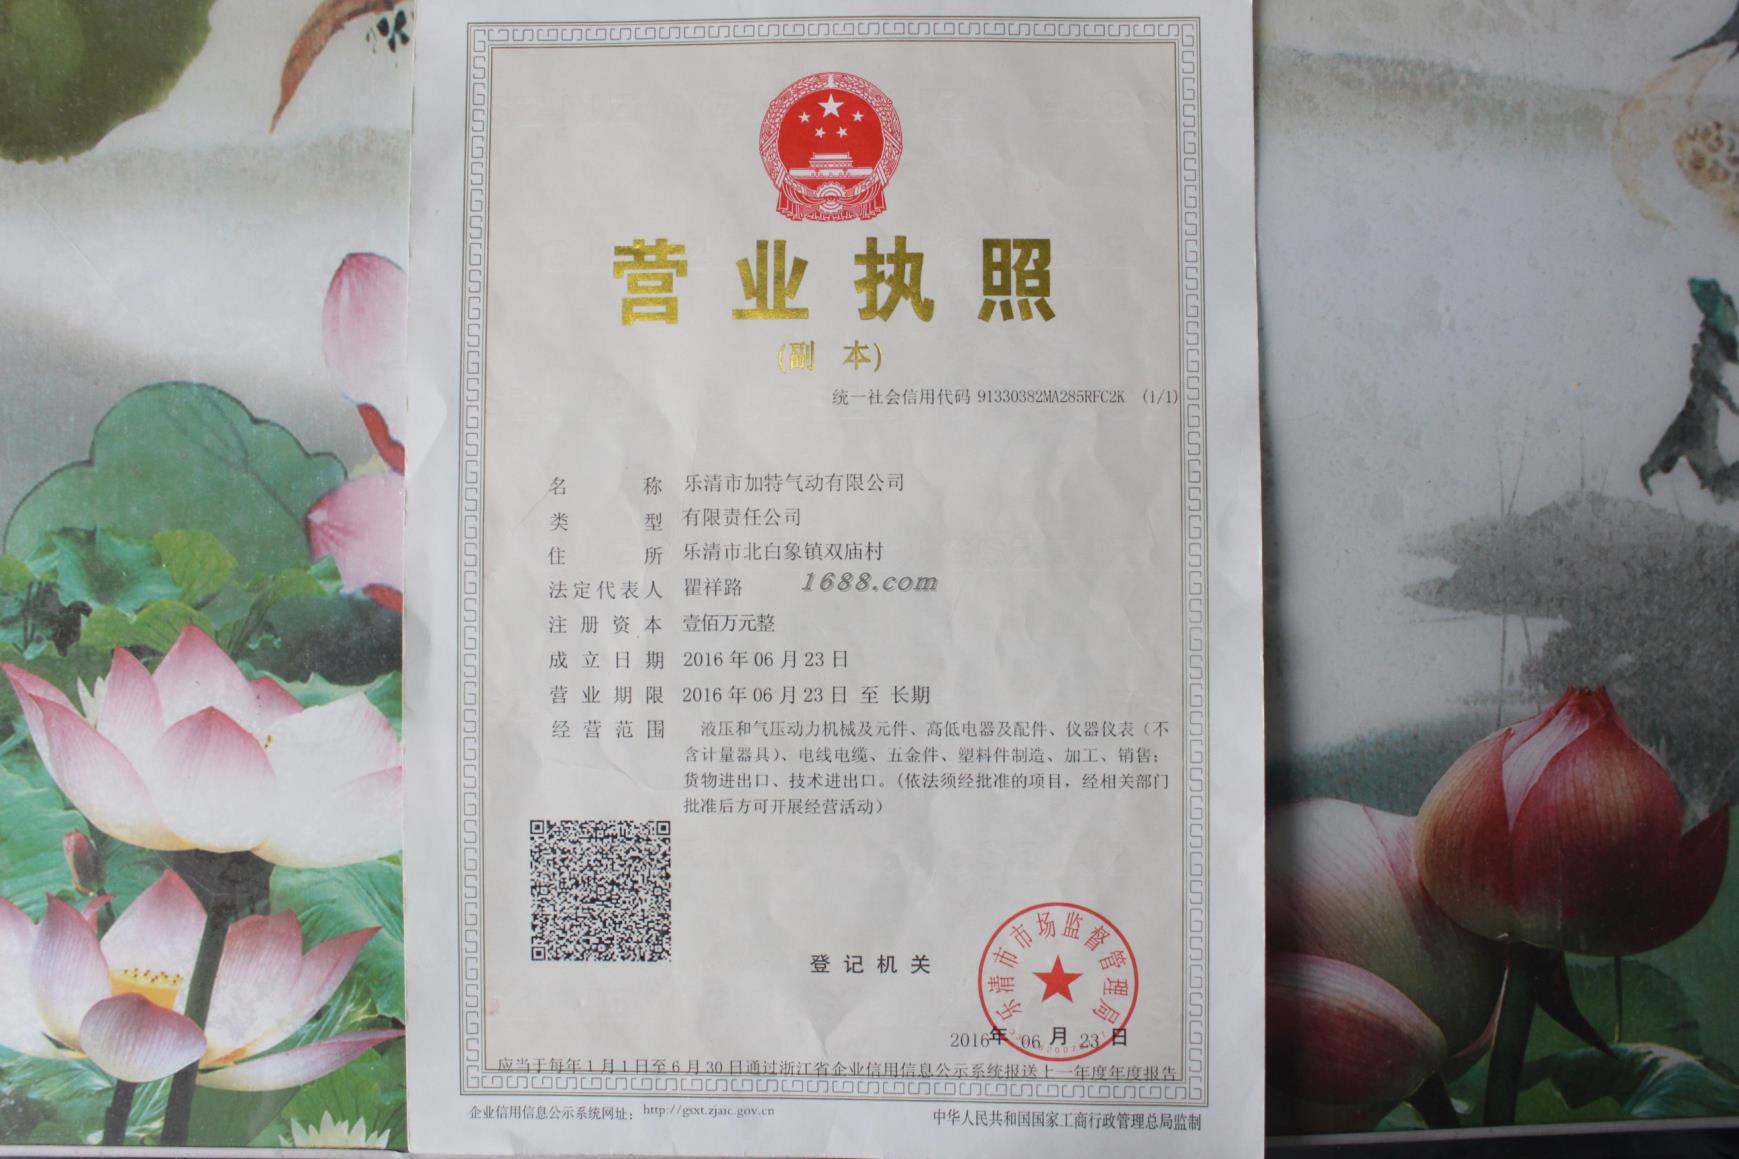 营业执照
(副 本)
统一社会信用代码 91330382MA285RFC2K (1/1)
名称 乐清市加特气动有限公司
类型 有限责任公司
住所 乐清市北白象镇双庙村
法定代表人 瞿祥路
1688.com
注册资本 壹佰万元整
成立日期 2016年06月23日
营业期限 2016年06月23日 至 长期
经营范围 液压和气压动力机械及元件、高低电器及配件、仪器仪表(不
含计量器具)、电线电缆、五金件、塑料件制造、加工、销售;
货物进出口、技术进出口。(依法须经批准的项目,经相关部门
批准后方可开展经营活动)
登记机关
乐清市市场监督管理局
2016年 06 月 23 日
应当于每年1月1日至6月30日通过浙江省企业信用信息公示系统报送上一年度年度报告
企业信用信息公示系统网址: http://gsxt.zjaic.gov.cn
中华人民共和国国家工商行政管理总局监制